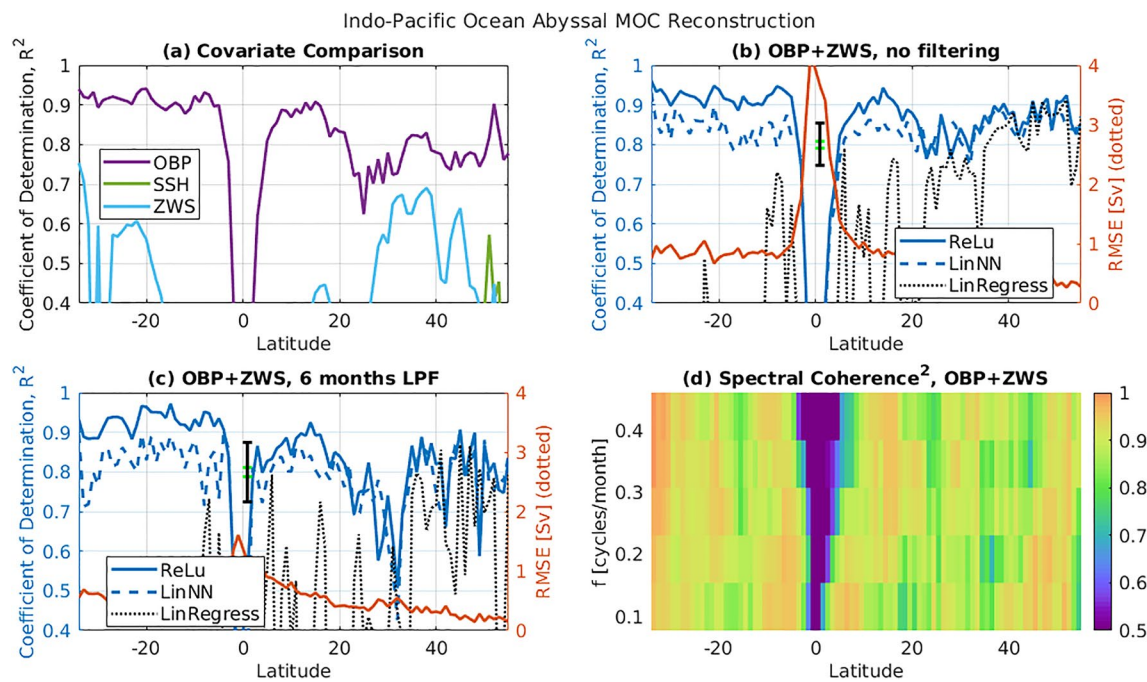 Indo-Pacific Ocean Abyssal MOC Reconstruction
(a) Covariate Comparison
Coefficient of Determination, R²
1
0.9
0.8
0.7
0.6
0.5
0.4
OBP
SSH
ZWS
-20
0
20
40
Latitude
(b) OBP+ZWS, no filtering
Coefficient of Determination, R²
1
0.9
0.8
0.7
0.6
0.5
0.4
ReLu
LinNN
LinRegress
4
3
2
1
0
RMSE [Sv] (dotted)
-20
0
20
40
Latitude
(c) OBP+ZWS, 6 months LPF
Coefficient of Determination, R²
1
0.9
0.8
0.7
0.6
0.5
0.4
ReLu
LinNN
LinRegress
4
3
2
1
0
RMSE [Sv] (dotted)
-20
0
20
40
Latitude
(d) Spectral Coherence², OBP+ZWS
f [cycles/month]
0.4
0.3
0.2
0.1
1
0.9
0.8
0.7
0.6
0.5
-20
0
20
40
Latitude